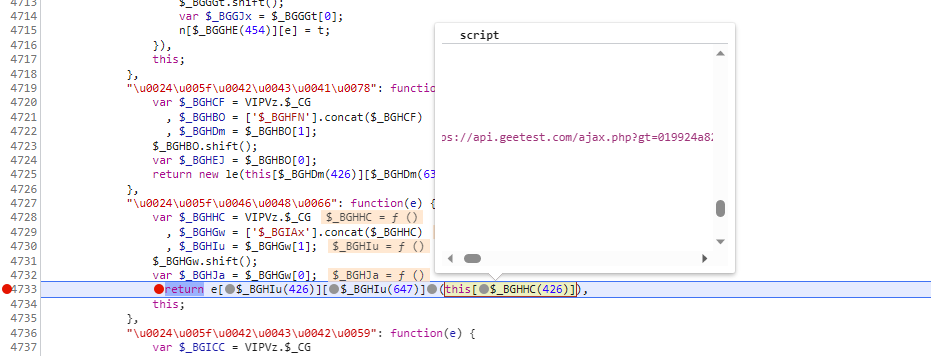 4713 $_BGGGt.shift();
4714 var $_BGGJx = $_BGGGt[0];
4715 n[$_BGGHE(454)][e] = t;
4716 }),
4717 this;
4718 },
4719 "\u0024\u005f\u0042\u0043\u0041\u0078": functio
4720 var $_BGHCF = VIPVz.$_CG
4721 , $_BGHBO = ['$_BGHFN'].concat($_BGHCF)
4722 , $_BGHDm = $_BGHBO[1];
4723 $_BGHBO.shift();
4724 var $_BGHEJ = $_BGHBO[0];
4725 return new le(this[$_BGHDm(426)][$_BGHDm(63
4726 },
4727 "\u0024\u005f\u0046\u0048\u0066": function(e) {
4728 var $_BGHHC = VIPVz.$_CG $_BGHHC = ƒ ()
4729 , $_BGHGw = ['$_BGIAx'].concat($_BGHHC)
4730 , $_BGHIu = $_BGHGw[1]; $_BGHIu = ƒ ()
4731 $_BGHGw.shift();
4732 var $_BGHJa = $_BGHGw[0]; $_BGHJa = ƒ ()
4733 return e[$_BGHIu(426)][$_BGHIu(647)](this[$_BGHHC(426)]),
4734 this;
4735 },
4736 "\u0024\u005f\u0042\u0043\u0042\u0059": function(e) {
4737 var $_BGICC = VIPVz.$_CG
script
ps://api.geetest.com/ajax.php?gt=019924a82